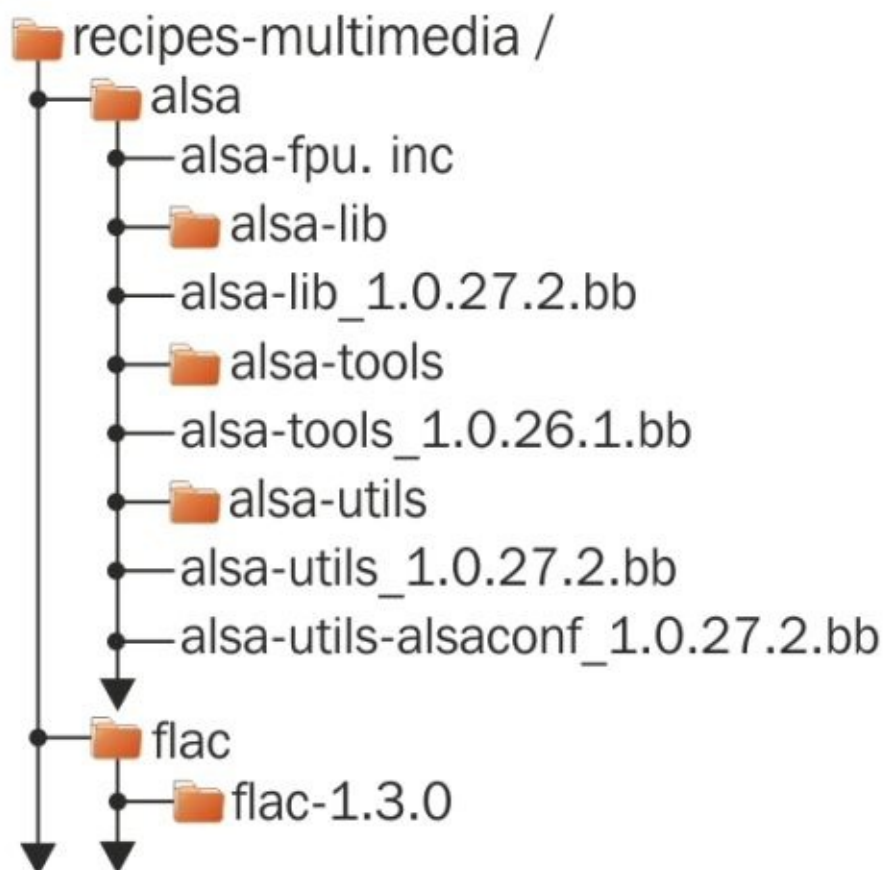 recipes-multimedia /
alsa
alsa-fpu. inc
alsa-lib
alsa-lib_1.0.27.2.bb
alsa-tools
alsa-tools_1.0.26.1.bb
alsa-utils
alsa-utils_1.0.27.2.bb
alsa-utils-alsaconf_1.0.27.2.bb
flac
flac-1.3.0